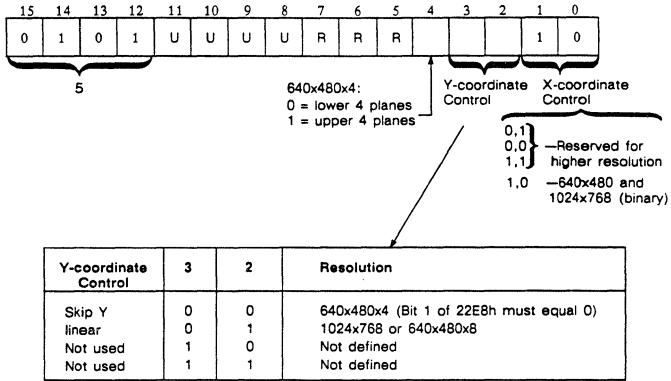 15 14 13 12 11 10 9 8 7 6 5 4 3 2 1 0
0 1 0 1 U U U U R R R 1 0
5
640x480x4:
0 = lower 4 planes
1 = upper 4 planes
Y-coordinate
Control
X-coordinate
Control
0,1
0,0 —Reserved for
1,1 higher resolution
1,0 —640x480 and
1024x768 (binary)
Y-coordinate
Control
3 2 Resolution
Skip Y 0 0 640x480x4 (Bit 1 of 22E8h must equal 0)
linear 0 1 1024x768 or 640x480x8
Not used 1 0 Not defined
Not used 1 1 Not defined